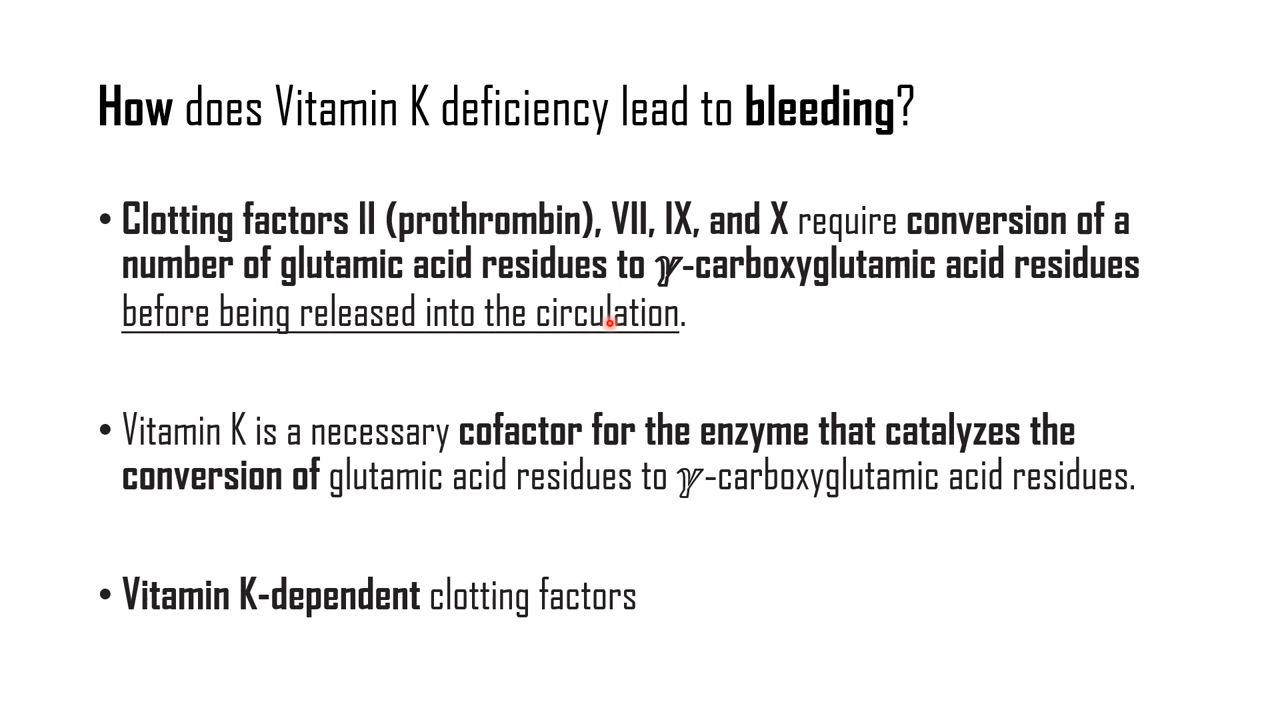 How does Vitamin K deficiency lead to bleeding?
• Clotting factors II (prothrombin), VII, IX, and X require conversion of a
number of glutamic acid residues to γ-carboxyglutamic acid residues
before being released into the circulation.
• Vitamin K is a necessary cofactor for the enzyme that catalyzes the
conversion of glutamic acid residues to γ-carboxyglutamic acid residues.
• Vitamin K-dependent clotting factors